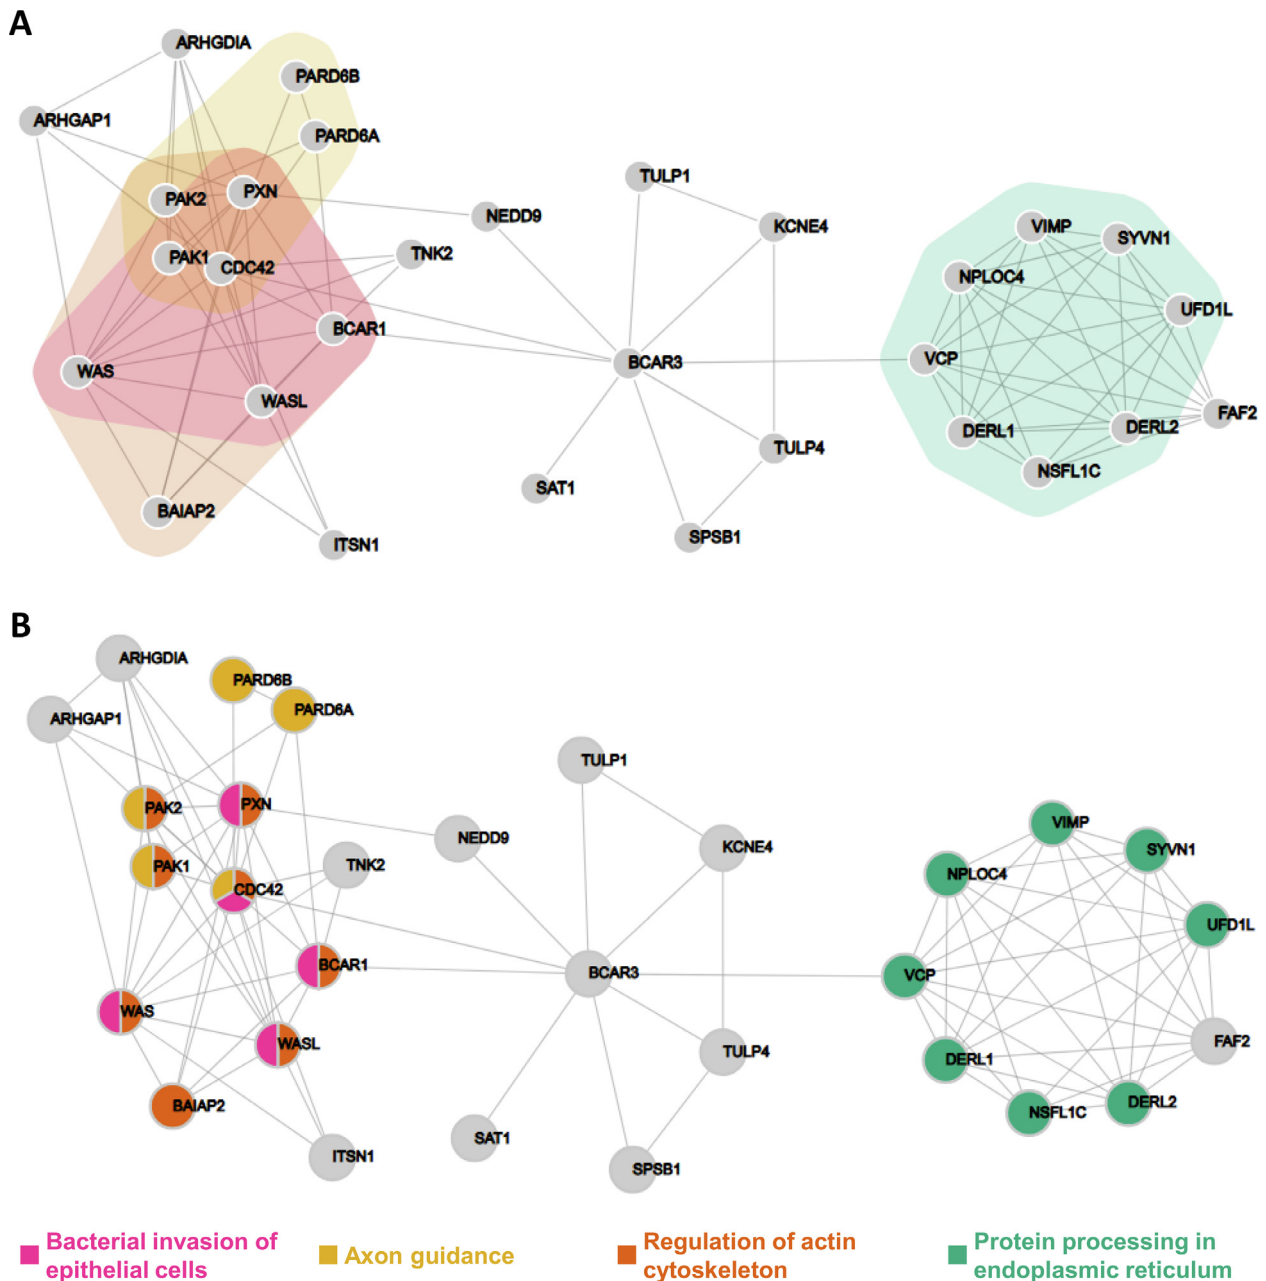 A
ARHGDIA
PARD6B
ARHGAP1
PARD6A
TULP1
PAK2
PXN
NEDD9
KCNE4
VIMP
SYVN1
TNK2
PAK1
CDC42
NPLOC4
UFD1L
BCAR1
BCAR3
VCP
WAS
WASL
FAF2
DERL1
DERL2
TULP4
NSFL1C
SAT1
BAIAP2
SPSB1
ITSN1
B
ARHGDIA
PARD6B
PARD6A
ARHGAP1
TULP1
PAK2
PXN
NEDD9
KCNE4
VIMP
SYVN1
PAK1
TNK2
NPLOC4
CDC42
UFD1L
BCAR1
BCAR3
VCP
WAS
WASL
TULP4
FAF2
DERL1
BAIAP2
DERL2
NSFL1C
SAT1
ITSN1
SPSB1
Bacterial invasion of
epithelial cells
Axon guidance
Regulation of actin
cytoskeleton
Protein processing in
endoplasmic reticulum